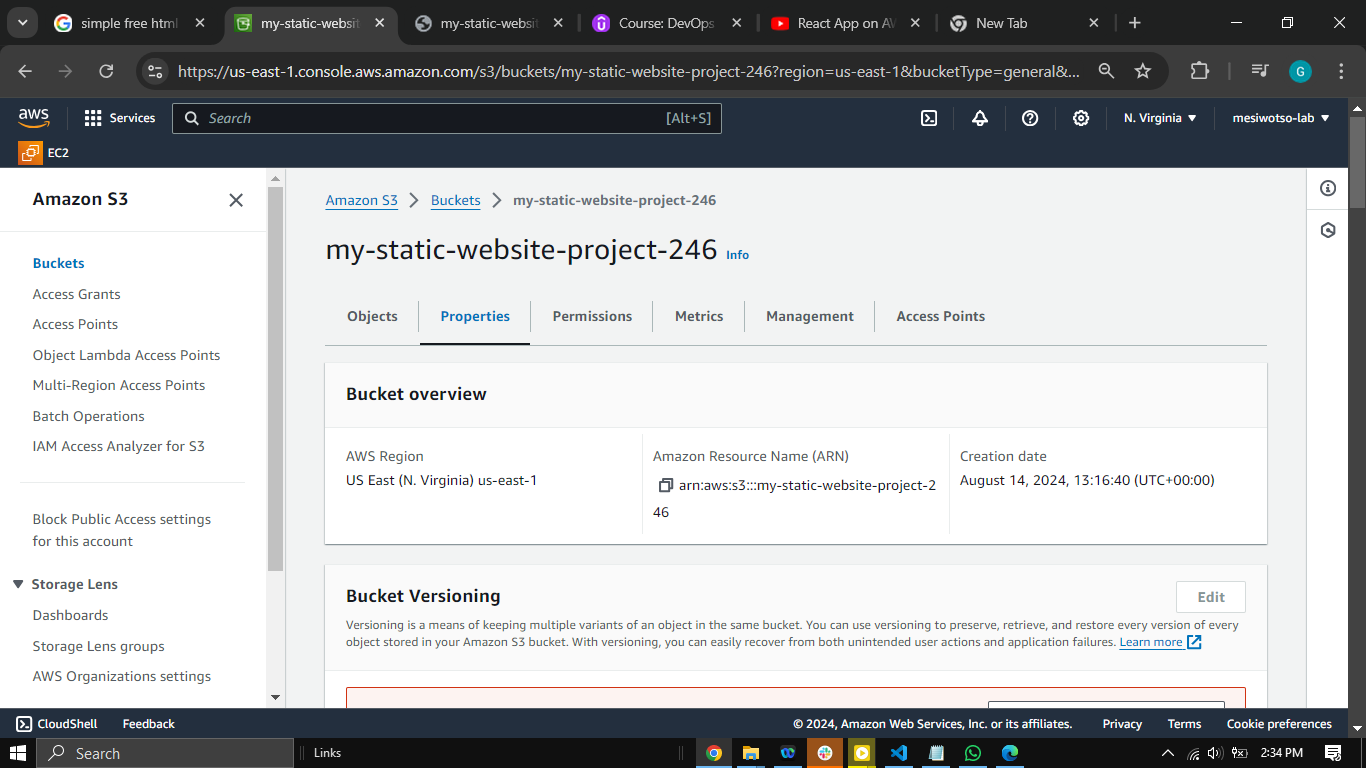 simple free html
my-static-websit
my-static-websit
Course: DevOps
React App on AW
New Tab
https://us-east-1.console.aws.amazon.com/s3/buckets/my-static-website-project-246?region=us-east-1&bucketType=general&...
G
aws
Services
Search
[Alt+S]
N. Virginia
mesiwotso-lab
EC2
Amazon S3
Buckets
Access Grants
Access Points
Object Lambda Access Points
Multi-Region Access Points
Batch Operations
IAM Access Analyzer for S3
Block Public Access settings
for this account
Storage Lens
Dashboards
Storage Lens groups
AWS Organizations settings
Amazon S3
Buckets
my-static-website-project-246
my-static-website-project-246 Info
Objects
Properties
Permissions
Metrics
Management
Access Points
Bucket overview
AWS Region
US East (N. Virginia) us-east-1
Amazon Resource Name (ARN)
arn:aws:s3:::my-static-website-project-2
46
Creation date
August 14, 2024, 13:16:40 (UTC+00:00)
Bucket Versioning
Edit
Versioning is a means of keeping multiple variants of an object in the same bucket. You can use versioning to preserve, retrieve, and restore every version of every
object stored in your Amazon S3 bucket. With versioning, you can easily recover from both unintended user actions and application failures. Learn more
CloudShell
Feedback
© 2024, Amazon Web Services, Inc. or its affiliates.
Privacy
Terms
Cookie preferences
Search
Links
2:34 PM